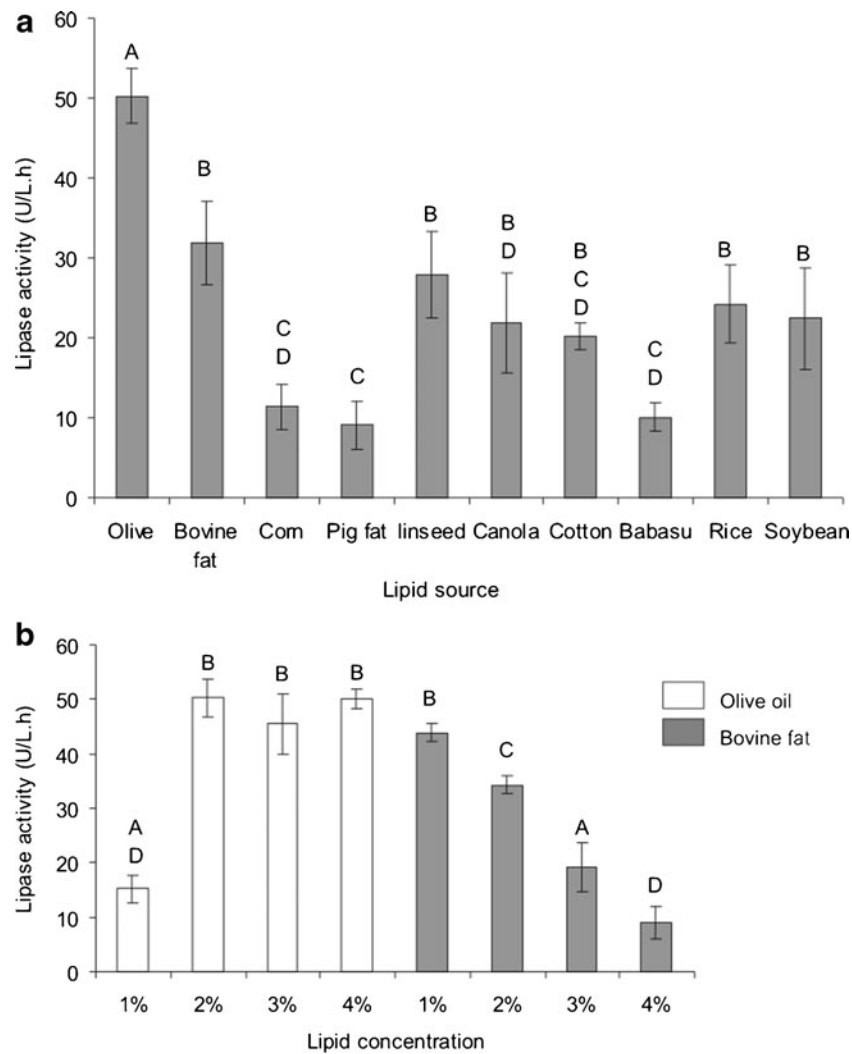 a
Lipase activity (U/L.h)
60
50
40
30
20
10
0
A
B
C
D
C
B
B
D
B
C
D
C
D
B
B
Olive Bovine fat Corn Pig fat linseed Canola Cotton Babasu Rice Soybean
Lipid source
b
Lipase activity (U/L.h)
60
50
40
30
20
10
0
A
D
B
B
B
B
C
A
D
Olive oil
Bovine fat
1% 2% 3% 4% 1% 2% 3% 4%
Lipid concentration